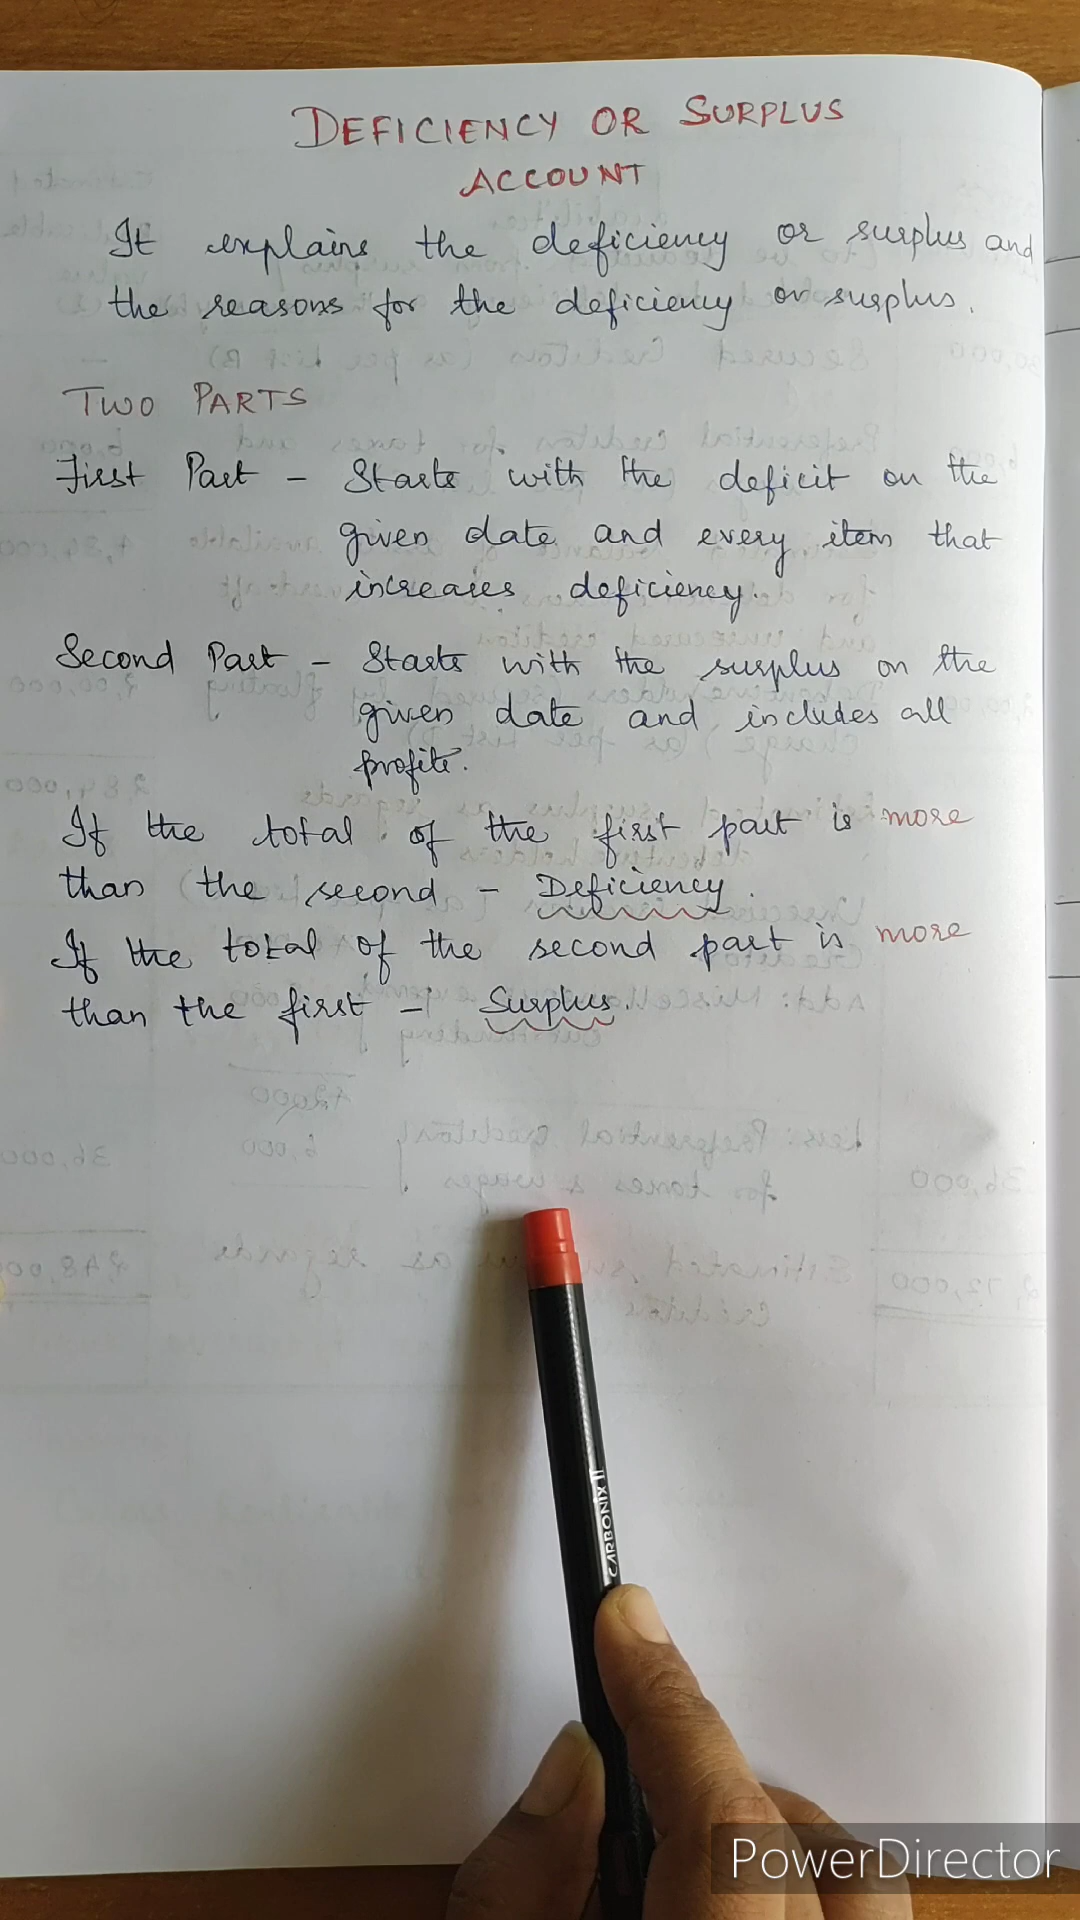 DEFICIENCY OR SURPLUS
ACCOUNT
It explains the deficiency or surplus and
the reasons for the deficiency or surplus.
TWO PARTS
First Part - Starts with the deficit on the
given date and every item that
increases deficiency.
Second Part - Starts with the surplus on the
given date and includes all
profits.
If the total of the first part is more
than the second - Deficiency.
If the total of the second part is more
than the first - Surplus.
CARBONIX II
PowerDirector